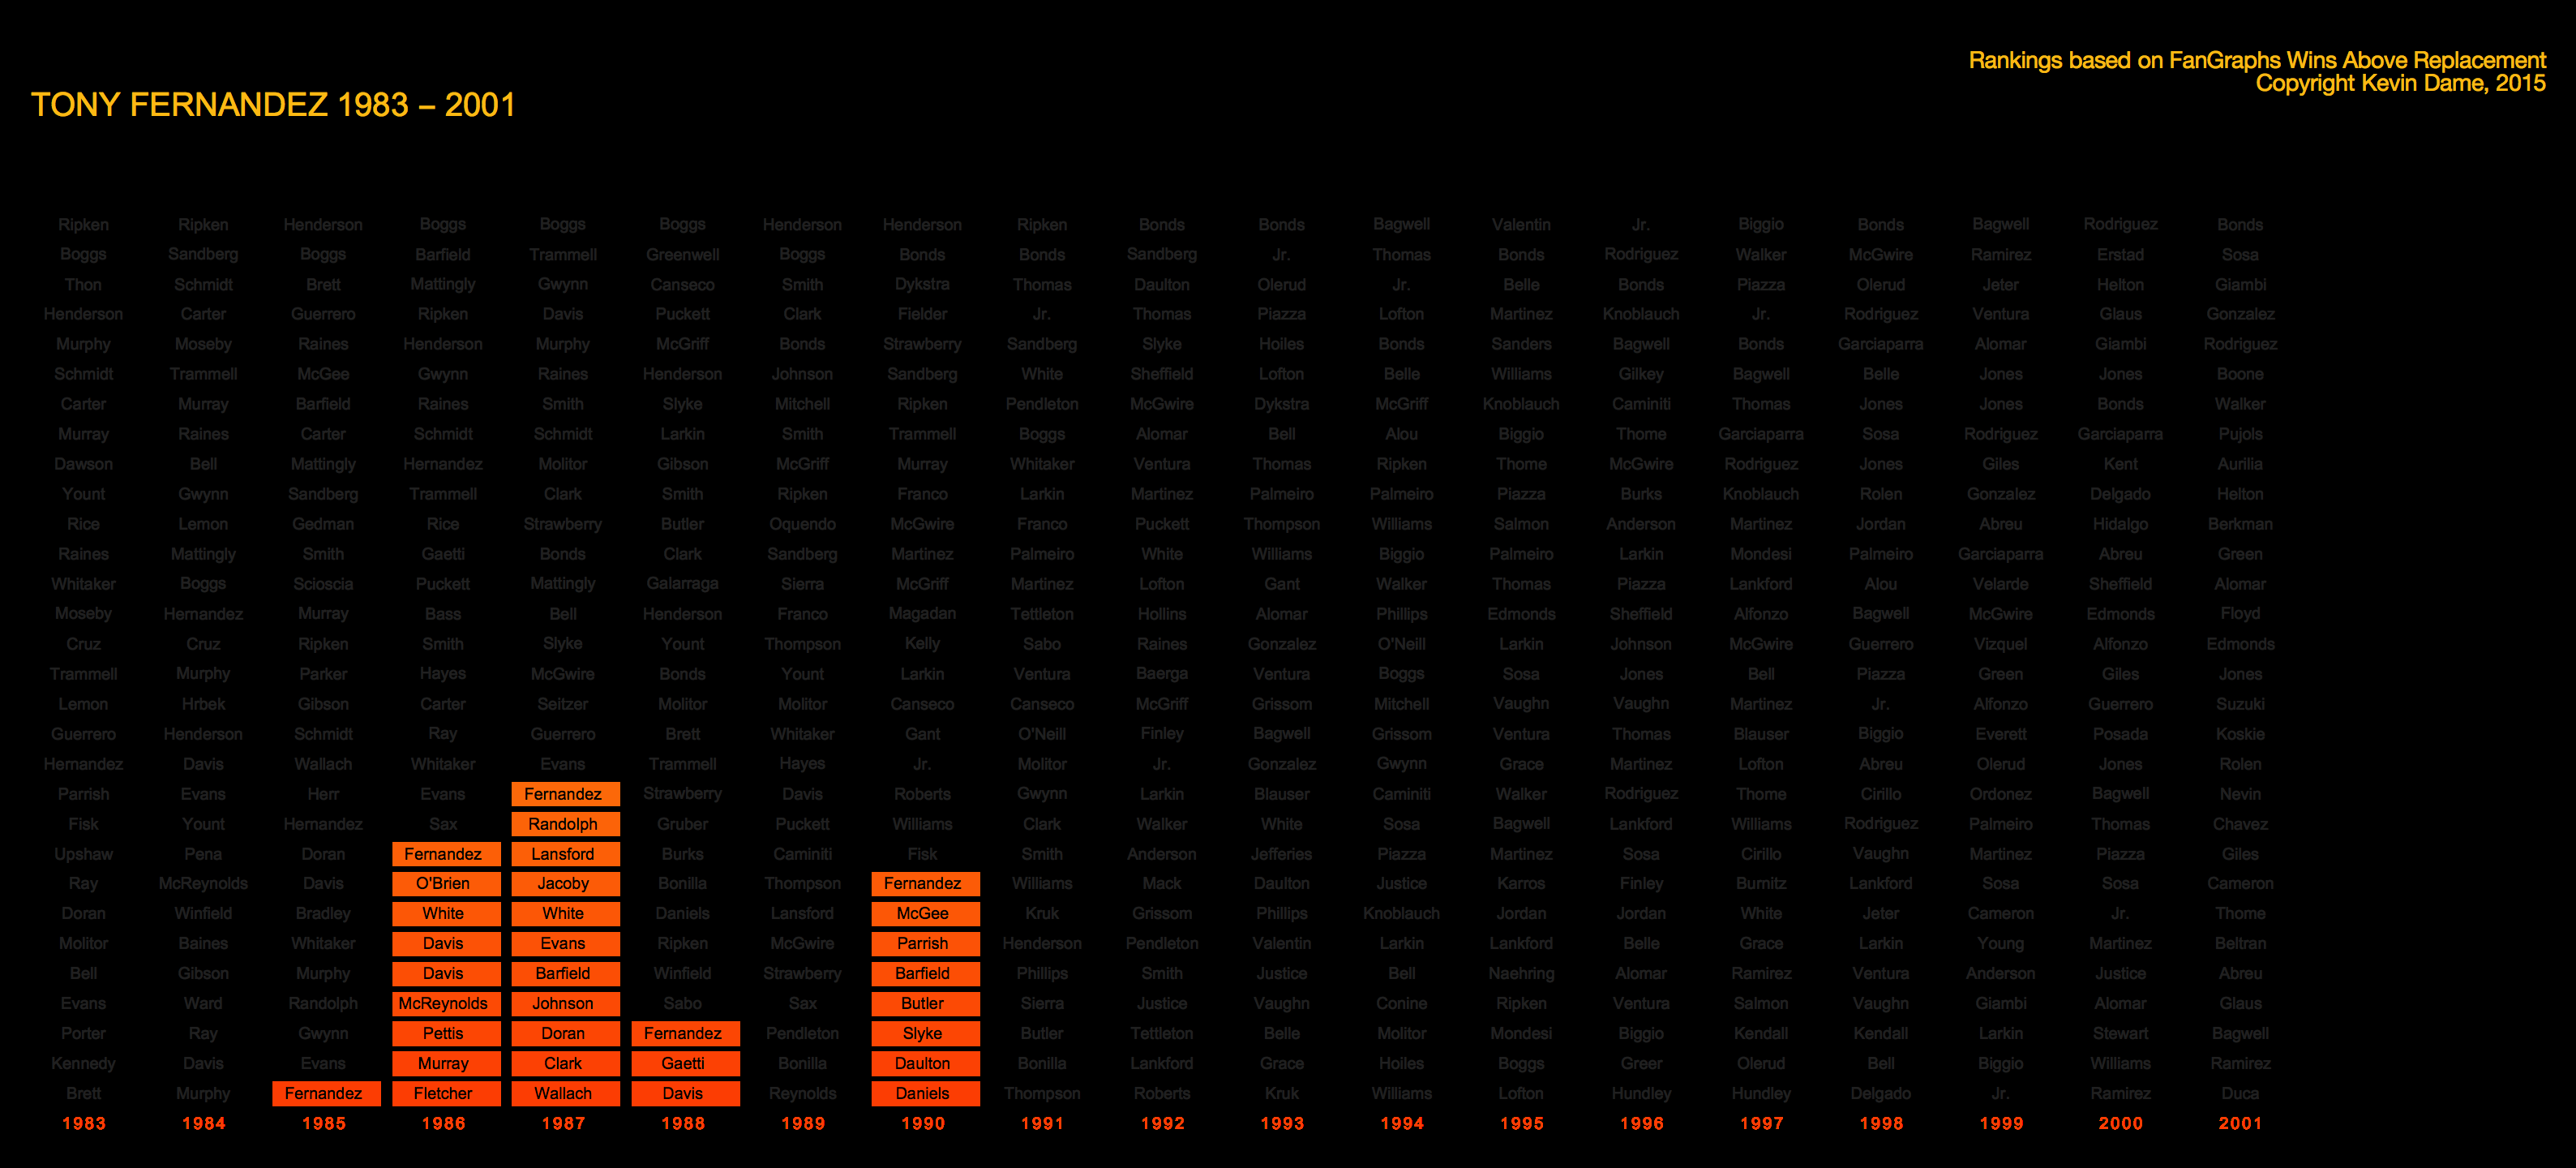 Rankings based on FanGraphs Wins Above Replacement
Copyright Kevin Dame, 2015
TONY FERNANDEZ 1983 – 2001
Ripken Ripken Henderson Boggs Boggs Boggs Henderson Henderson Ripken Bonds Bonds Bagwell Valentin Jr. Biggio Bonds Bagwell Rodriguez Bonds
Boggs Sandberg Boggs Barfield Trammell Greenwell Boggs Bonds Bonds Sandberg Jr. Thomas Bonds Rodriguez Walker McGwire Ramirez Erstad Sosa
Thon Schmidt Brett Mattingly Gwynn Canseco Smith Dykstra Thomas Daulton Olerud Jr. Belle Bonds Piazza Olerud Jeter Helton Giambi
Henderson Carter Guerrero Ripken Davis Puckett Clark Fielder Jr. Thomas Piazza Lofton Martinez Knoblauch Jr. Rodriguez Ventura Glaus Gonzalez
Murphy Moseby Raines Henderson Murphy McGriff Bonds Strawberry Sandberg Slyke Hoiles Bonds Sanders Bagwell Bonds Garciaparra Alomar Giambi Rodriguez
Schmidt Trammell McGee Gwynn Raines Henderson Johnson Sandberg White Sheffield Lofton Belle Williams Gilkey Bagwell Belle Jones Jones Boone
Carter Murray Barfield Raines Smith Slyke Mitchell Ripken Pendleton McGwire Dykstra McGriff Knoblauch Caminiti Thomas Jones Jones Bonds Walker
Murray Raines Carter Schmidt Schmidt Larkin Smith Trammell Boggs Alomar Bell Alou Biggio Thome Garciaparra Sosa Rodriguez Garciaparra Pujols
Dawson Bell Mattingly Hernandez Molitor Gibson McGriff Murray Whitaker Ventura Thomas Ripken Thome McGwire Rodriguez Jones Giles Kent Aurilia
Yount Gwynn Sandberg Trammell Clark Smith Ripken Franco Larkin Martinez Palmeiro Palmeiro Piazza Burks Knoblauch Rolen Gonzalez Delgado Helton
Rice Lemon Gedman Rice Strawberry Butler Oquendo McGwire Franco Puckett Thompson Williams Salmon Anderson Martinez Jordan Abreu Hidalgo Berkman
Raines Mattingly Smith Gaetti Bonds Clark Sandberg Martinez Palmeiro White Williams Biggio Palmeiro Larkin Mondesi Palmeiro Garciaparra Abreu Green
Whitaker Boggs Scioscia Puckett Mattingly Galarraga Sierra McGriff Martinez Lofton Gant Walker Thomas Piazza Lankford Alou Velarde Sheffield Alomar
Moseby Hernandez Murray Bass Bell Henderson Franco Magadan Tettleton Hollins Alomar Phillips Edmonds Sheffield Alfonzo Bagwell McGwire Edmonds Floyd
Cruz Cruz Ripken Smith Slyke Yount Thompson Kelly Sabo Raines Gonzalez O'Neill Larkin Johnson McGwire Guerrero Vizquel Alfonzo Edmonds
Trammell Murphy Parker Hayes McGwire Bonds Yount Larkin Ventura Baerga Ventura Boggs Sosa Jones Bell Piazza Green Giles Jones
Lemon Hrbek Gibson Carter Seitzer Molitor Molitor Canseco Canseco McGriff Grissom Mitchell Vaughn Vaughn Martinez Jr. Alfonzo Guerrero Suzuki
Guerrero Henderson Schmidt Ray Guerrero Brett Whitaker Gant O'Neill Finley Bagwell Grissom Ventura Thomas Blauser Biggio Everett Posada Koskie
Hernandez Davis Wallach Whitaker Evans Trammell Hayes Jr. Molitor Jr. Gonzalez Gwynn Grace Martinez Lofton Abreu Olerud Jones Rolen
Parrish Evans Herr Evans Fernandez Strawberry Davis Roberts Gwynn Larkin Blauser Caminiti Walker Rodriguez Thome Cirillo Ordonez Bagwell Nevin
Fisk Yount Hernandez Sax Randolph Gruber Puckett Williams Clark Walker White Sosa Bagwell Lankford Williams Rodriguez Palmeiro Thomas Chavez
Upshaw Pena Doran Fernandez Lansford Burks Caminiti Fisk Smith Anderson Jefferies Piazza Martinez Sosa Cirillo Vaughn Martinez Piazza Giles
Ray McReynolds Davis O'Brien Jacoby Bonilla Thompson Fernandez Williams Mack Daulton Justice Karros Finley Burnitz Lankford Sosa Sosa Cameron
Doran Winfield Bradley White White Daniels Lansford McGee Kruk Grissom Phillips Knoblauch Jordan Jordan White Jeter Cameron Jr. Thome
Molitor Baines Whitaker Davis Evans Ripken McGwire Parrish Henderson Pendleton Valentin Larkin Lankford Belle Grace Larkin Young Martinez Beltran
Bell Gibson Murphy Davis Barfield Winfield Strawberry Barfield Phillips Smith Justice Bell Naehring Alomar Ramirez Ventura Anderson Justice Abreu
Evans Ward Randolph McReynolds Johnson Sabo Sax Butler Sierra Justice Vaughn Conine Ripken Ventura Salmon Vaughn Giambi Alomar Glaus
Porter Ray Gwynn Pettis Doran Fernandez Pendleton Slyke Butler Tettleton Belle Molitor Mondesi Biggio Kendall Kendall Larkin Stewart Bagwell
Kennedy Davis Evans Murray Clark Gaetti Bonilla Daulton Bonilla Lankford Grace Hoiles Boggs Greer Olerud Bell Biggio Williams Ramirez
Brett Murphy Fernandez Fletcher Wallach Davis Reynolds Daniels Thompson Roberts Kruk Williams Lofton Hundley Hundley Delgado Jr. Ramirez Duca
1983 1984 1985 1986 1987 1988 1989 1990 1991 1992 1993 1994 1995 1996 1997 1998 1999 2000 2001